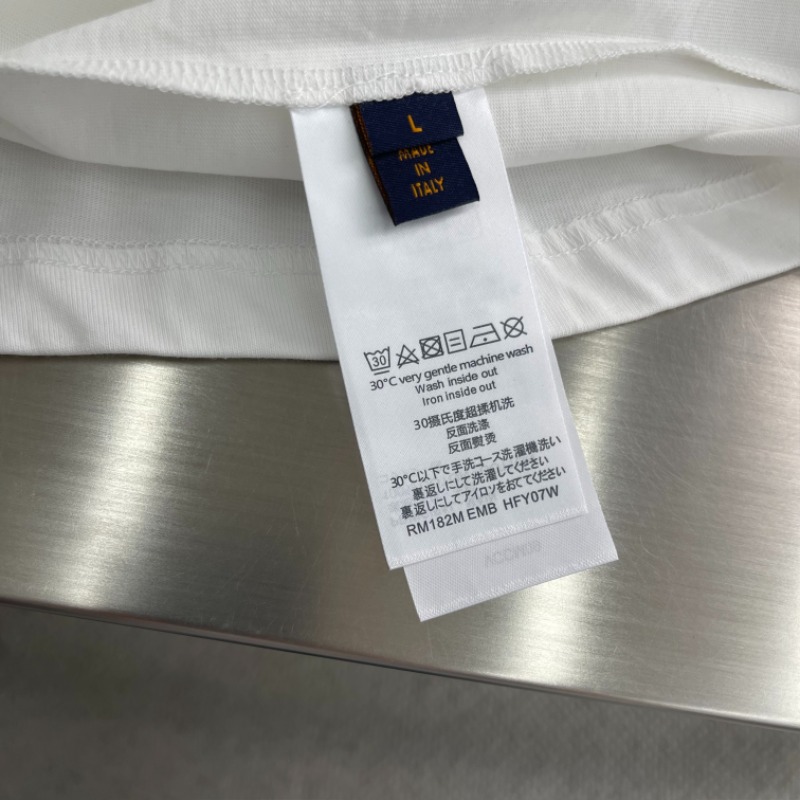 L
MADE
IN
ITALY
30
30°C very gentle machine wash
Wash inside out
Iron inside out
30摄氏度超揉机洗
反面洗涤
反面熨烫
30°C以下で手洗コース洗濯機洗い
裏返しにして洗濯してください
裏返しにしてアイロンをおててください
RM182M EMB HFY07W